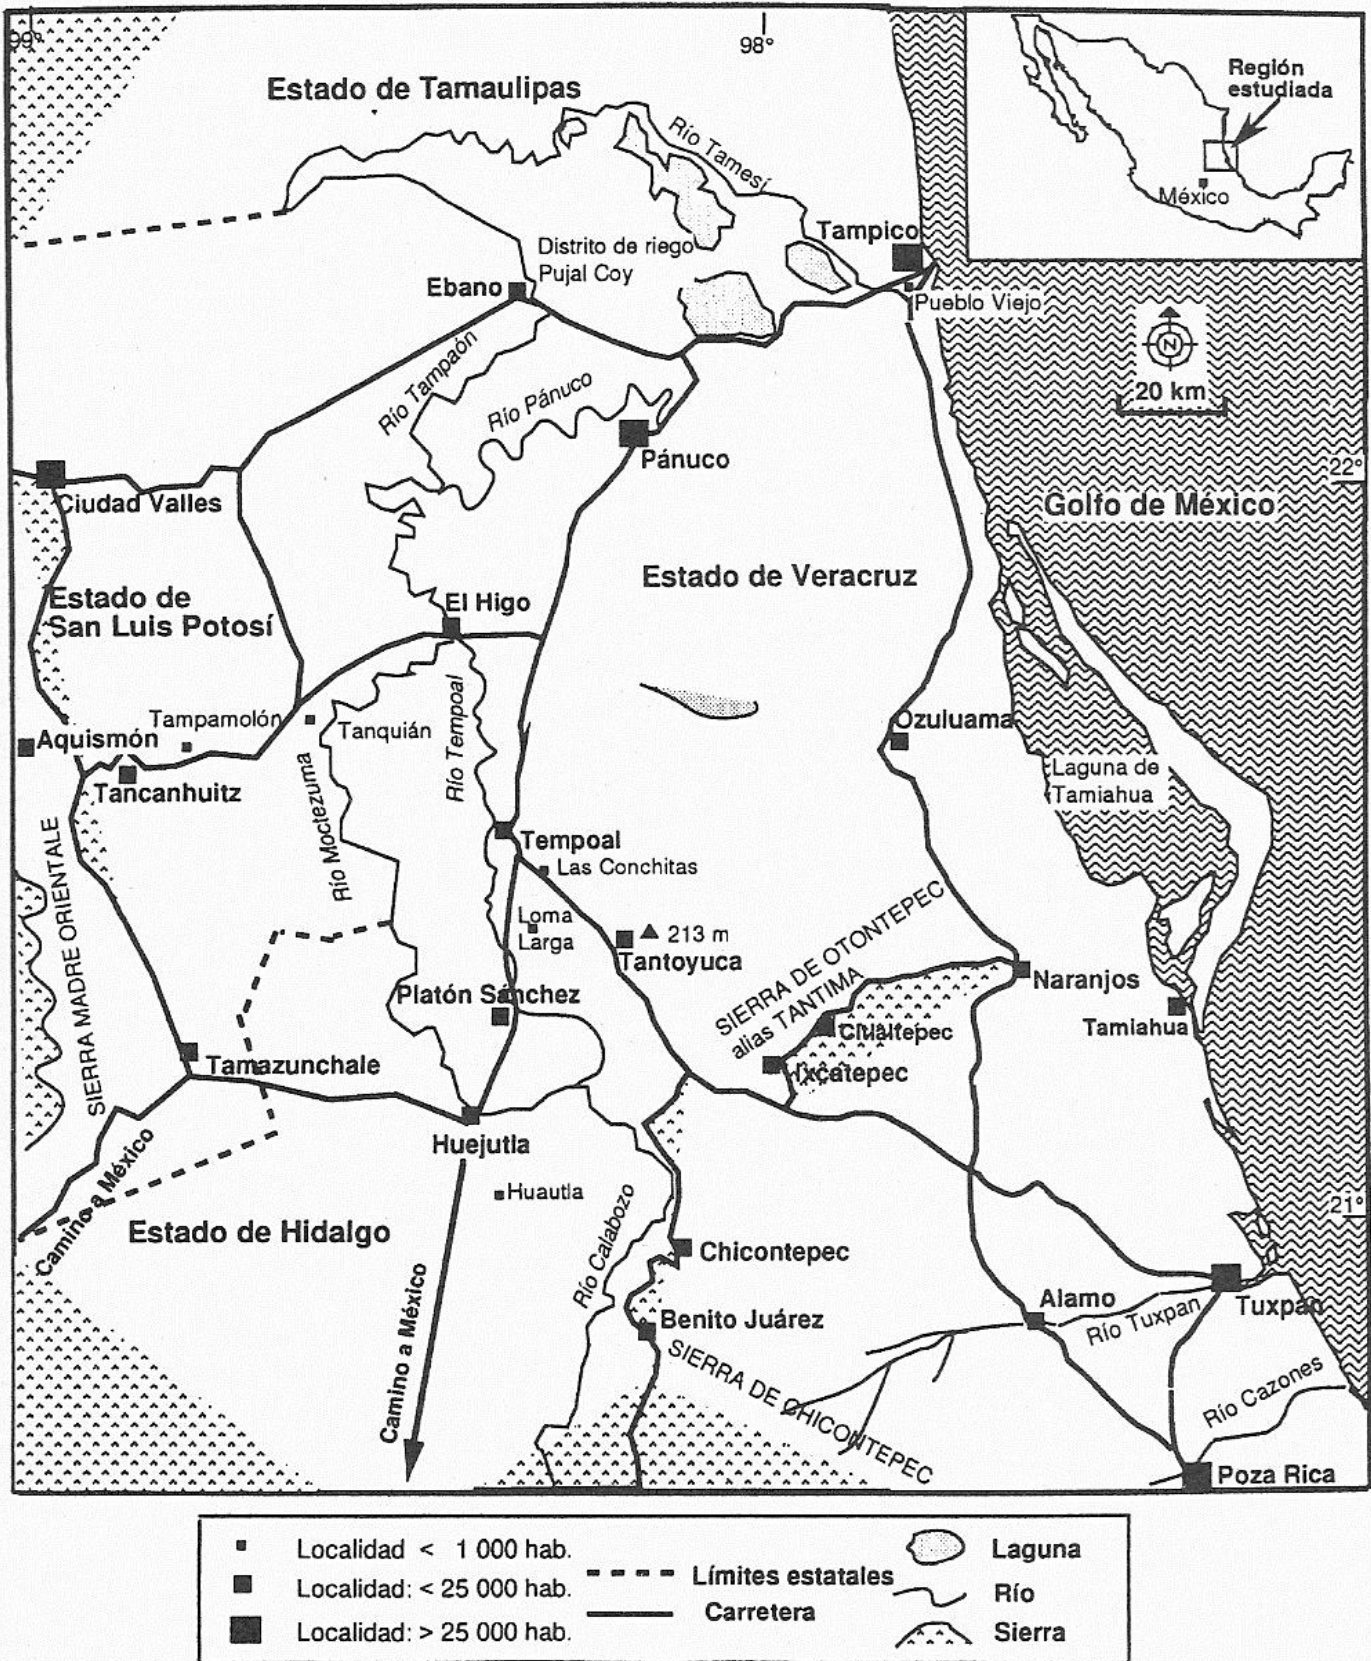 99°
98°
Estado de Tamaulipas
Región
estudiada
México
Río Tamesí
Tampico
Distrito de riego
Pujal Coy
Ebano
Pueblo Viejo
N
20 km
Río Tampaón
Río Pánuco
Pánuco
22°
Ciudad Valles
Golfo de México
Estado de Veracruz
Estado de
San Luis Potosí
El Higo
Tampamolón
Tanquián
Río Tempoal
Ozuluama
Aquismón
Tancanhuitz
Río Moctezuma
Laguna de
Tamiahua
Tempoal
Las Conchitas
SIERRA MADRE ORIENTALE
Loma
Larga
213 m
Tantoyuca
SIERRA DE OTONTEPEC
alias TANTIMA
Naranjos
Platón Sánchez
Citlaltepec
Tamiahua
Tamazunchale
Ixcatepec
Huejutla
Camino a México
Huautla
Río Calabozo
21°
Estado de Hidalgo
Chicontepec
Camino a México
Alamo
Tuxpan
Río Tuxpan
Benito Juárez
SIERRA DE CHICONTEPEC
Río Cazones
Poza Rica
Localidad < 1 000 hab.
Localidad: < 25 000 hab.
Localidad: > 25 000 hab.
Límites estatales
Carretera
Laguna
Río
Sierra